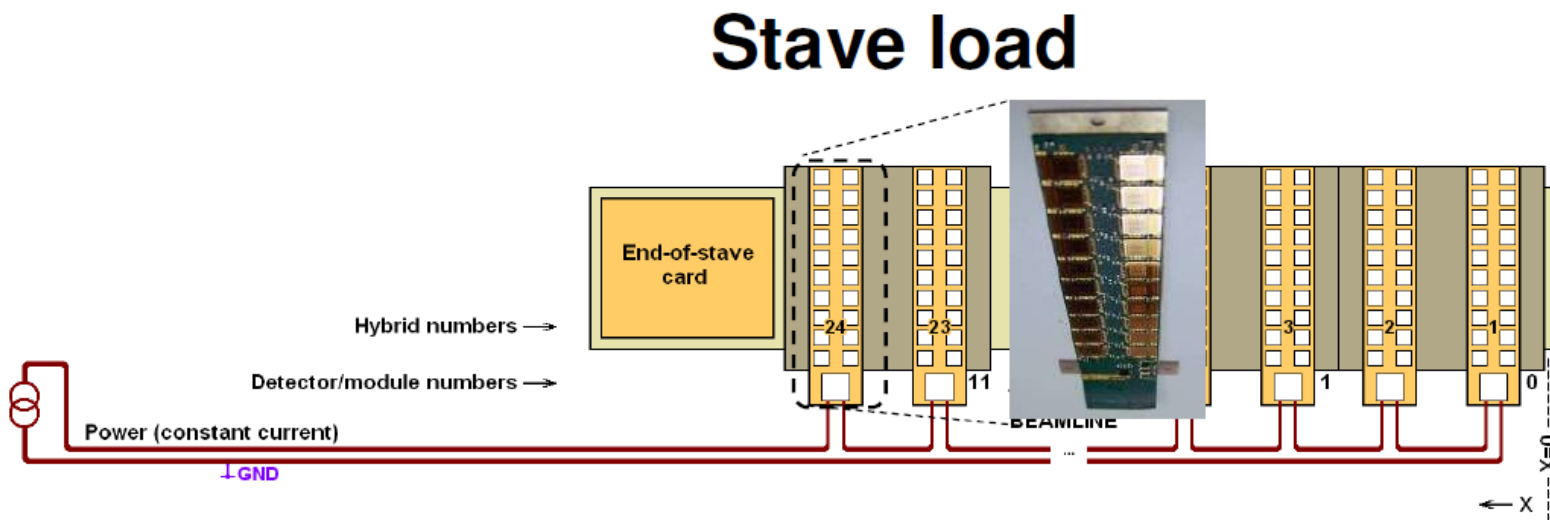 Stave load
End-of-stave
card
Hybrid numbers
24
23
3
2
1
Detector/module numbers
11
1
0
Power (constant current)
BEAMLINE
...
GND
X=0
X